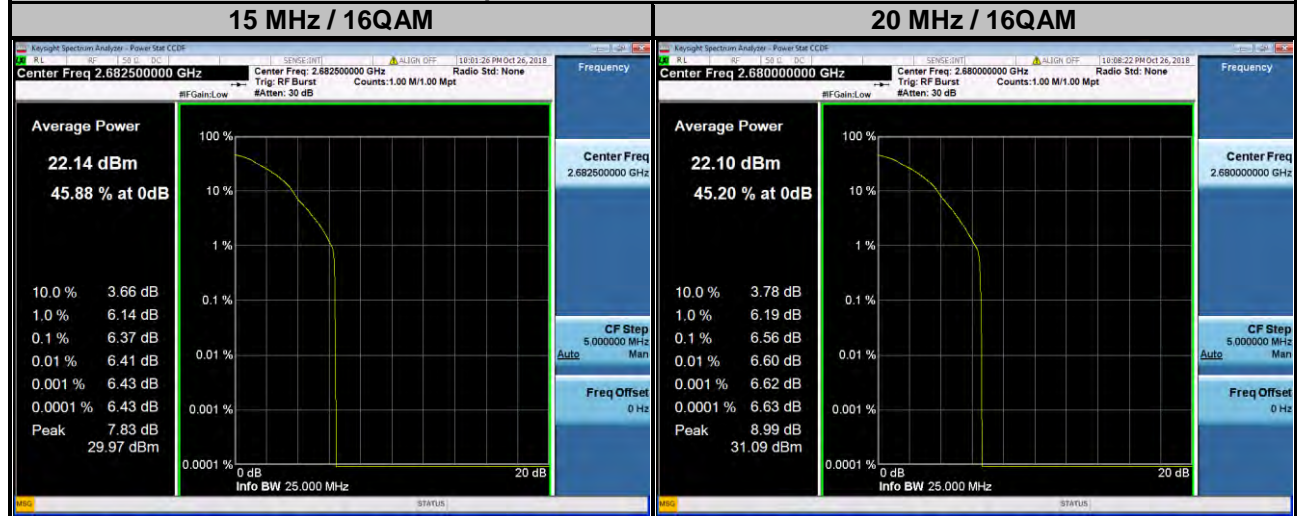 15 MHz / 16QAM
Keysight Spectrum Analyzer - Power Stat CCDF
RL RF 50 Ω DC SENSE:INT ALIGN OFF 10:01:26 PM Oct 26, 2018
Center Freq 2.682500000 GHz
Center Freq: 2.682500000 GHz Radio Std: None
Trig: RF Burst Counts:1.00 M/1.00 Mpt
#IFGain:Low #Atten: 30 dB
Frequency
Average Power
22.14 dBm
45.88 % at 0dB
10.0 % 3.66 dB
1.0 % 6.14 dB
0.1 % 6.37 dB
0.01 % 6.41 dB
0.001 % 6.43 dB
0.0001 % 6.43 dB
Peak 7.83 dB
29.97 dBm
100 %
10 %
1 %
0.1 %
0.01 %
0.001 %
0.0001 %
0 dB 20 dB
Info BW 25.000 MHz
Center Freq
2.682500000 GHz
CF Step
5.000000 MHz
Auto Man
Freq Offset
0 Hz
MSG STATUS
20 MHz / 16QAM
Keysight Spectrum Analyzer - Power Stat CCDF
RL RF 50 Ω DC SENSE:INT ALIGN OFF 10:08:22 PM Oct 26, 2018
Center Freq 2.680000000 GHz
Center Freq: 2.680000000 GHz Radio Std: None
Trig: RF Burst Counts:1.00 M/1.00 Mpt
#IFGain:Low #Atten: 30 dB
Frequency
Average Power
22.10 dBm
45.20 % at 0dB
10.0 % 3.78 dB
1.0 % 6.19 dB
0.1 % 6.56 dB
0.01 % 6.60 dB
0.001 % 6.62 dB
0.0001 % 6.63 dB
Peak 8.99 dB
31.09 dBm
100 %
10 %
1 %
0.1 %
0.01 %
0.001 %
0.0001 %
0 dB 20 dB
Info BW 25.000 MHz
Center Freq
2.680000000 GHz
CF Step
5.000000 MHz
Auto Man
Freq Offset
0 Hz
MSG STATUS